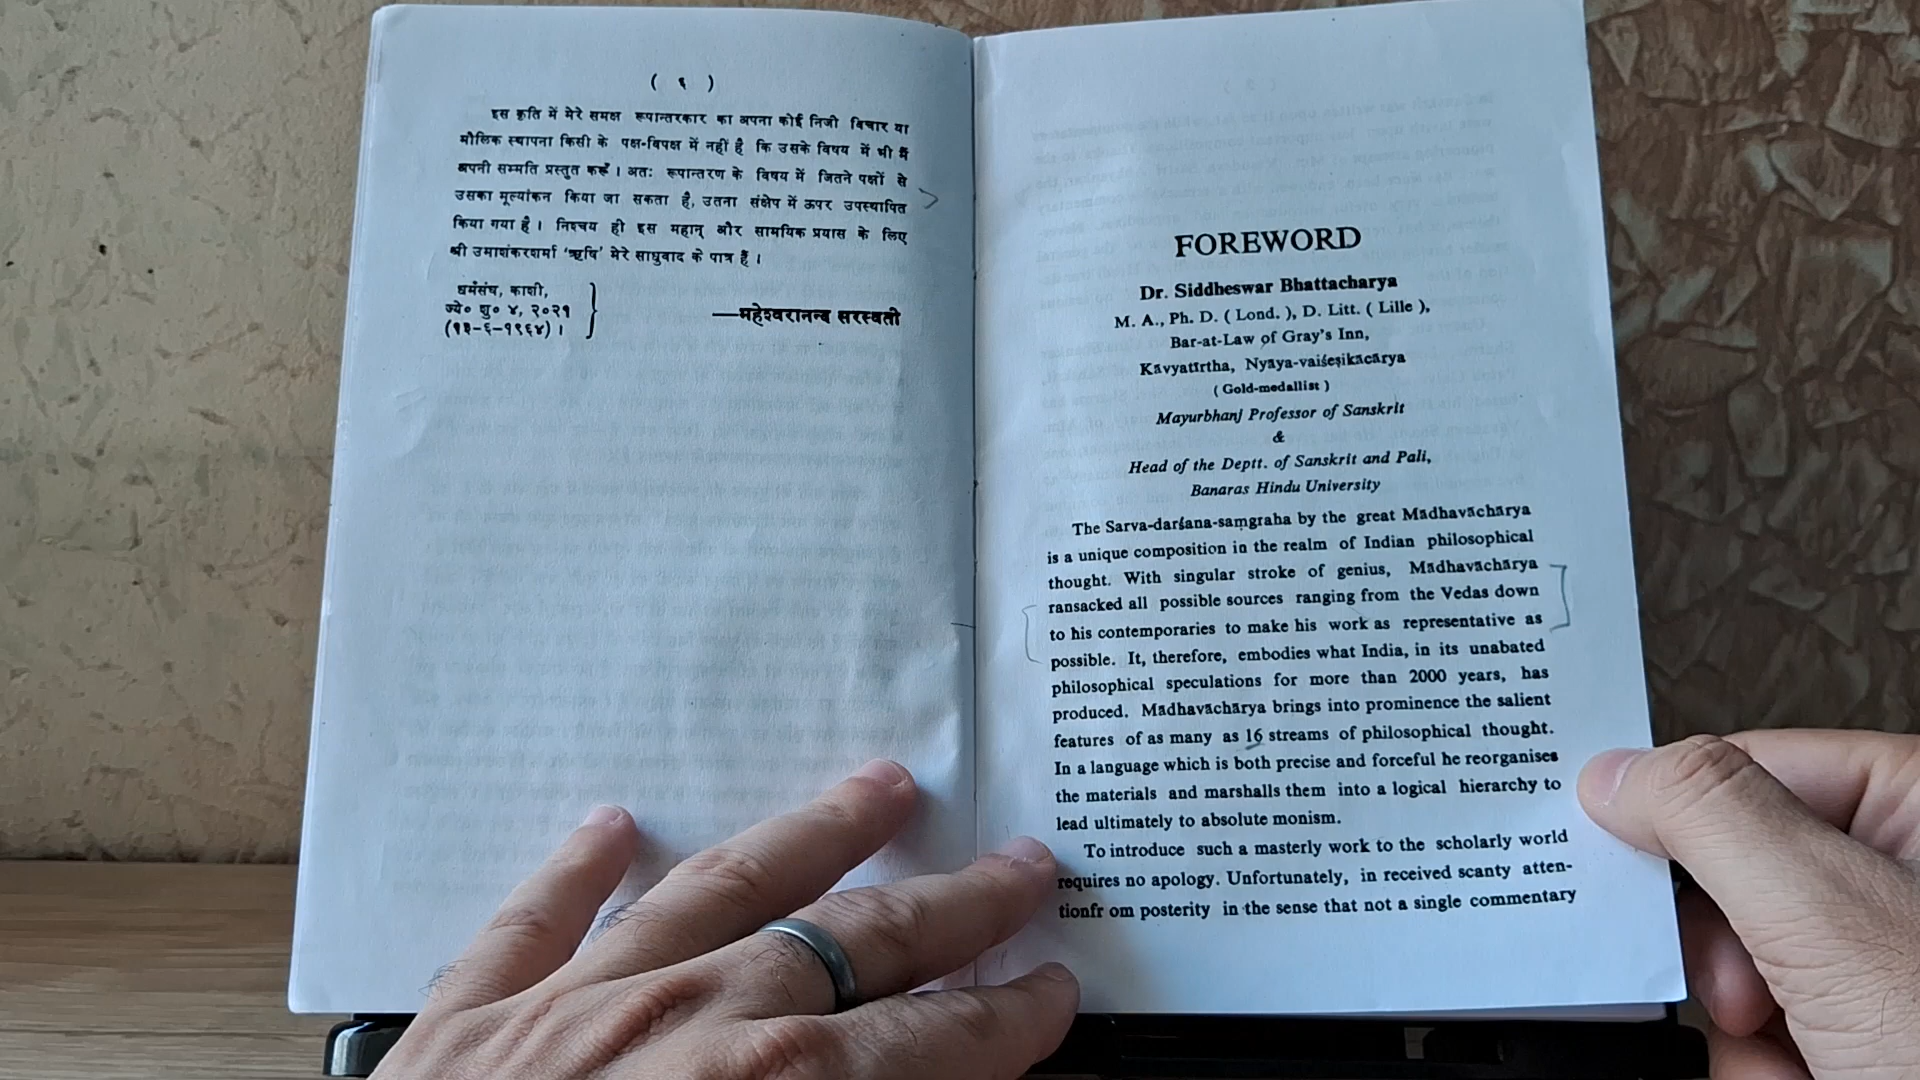 ( ६ )
इस कृति में मेरे समक्ष रूपान्तरकार का अपना कोई निजी विचार या
मौलिक स्थापना किसी के पक्ष-विपक्ष में नहीं है कि उसके विषय में भी मैं
अपनी सम्मति प्रस्तुत करूँ । अतः रूपान्तरण के विषय में जितने पक्षों से
उसका मूल्यांकन किया जा सकता है, उतना संक्षेप में ऊपर उपस्थापित
किया गया है । निश्चय ही इस महान् और सामयिक प्रयास के लिए
श्री उमाशंकरशर्मा ‘ऋषि’ मेरे साधुवाद के पात्र हैं ।
धर्मसंघ, काशी,
ज्ये० शु० ४, २०२१
(१३-६-१९६४) ।
—महेश्वरानन्द सरस्वती
FOREWORD
Dr. Siddheswar Bhattacharya
M. A., Ph. D. ( Lond. ), D. Litt. ( Lille ),
Bar-at-Law of Gray's Inn,
Kāvyatīrtha, Nyāya-vaiśeṣikācārya
( Gold-medallist )
Mayurbhanj Professor of Sanskrit
&
Head of the Deptt. of Sanskrit and Pali,
Banaras Hindu University
The Sarva-darśana-saṃgraha by the great Mādhavāchārya
is a unique composition in the realm of Indian philosophical
thought. With singular stroke of genius, Mādhavāchārya
ransacked all possible sources ranging from the Vedas down
to his contemporaries to make his work as representative as
possible. It, therefore, embodies what India, in its unabated
philosophical speculations for more than 2000 years, has
produced. Mādhavāchārya brings into prominence the salient
features of as many as 16 streams of philosophical thought.
In a language which is both precise and forceful he reorganises
the materials and marshalls them into a logical hierarchy to
lead ultimately to absolute monism.
To introduce such a masterly work to the scholarly world
requires no apology. Unfortunately, in received scanty atten-
tionfr om posterity in the sense that not a single commentary